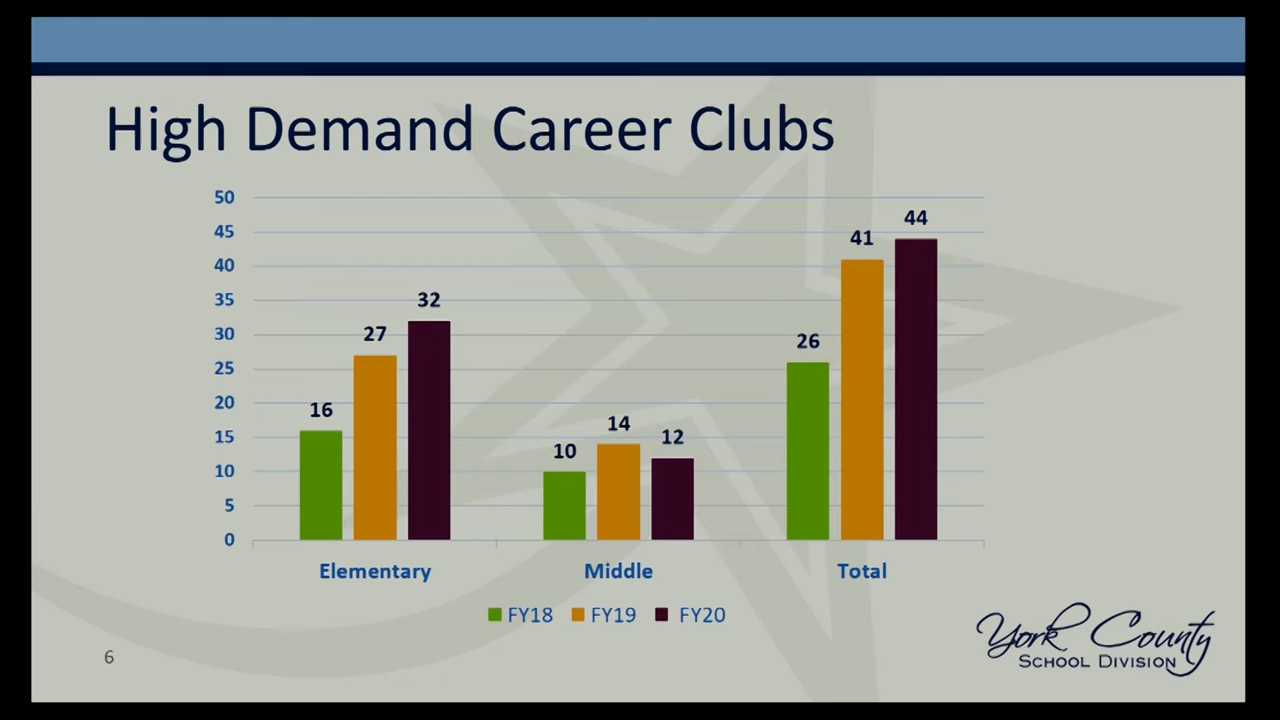 High Demand Career Clubs
50
45
40
35
30
25
20
15
10
5
0
16
27
32
10
14
12
26
41
44
Elementary
Middle
Total
FY18
FY19
FY20
6
York County
SCHOOL DIVISION